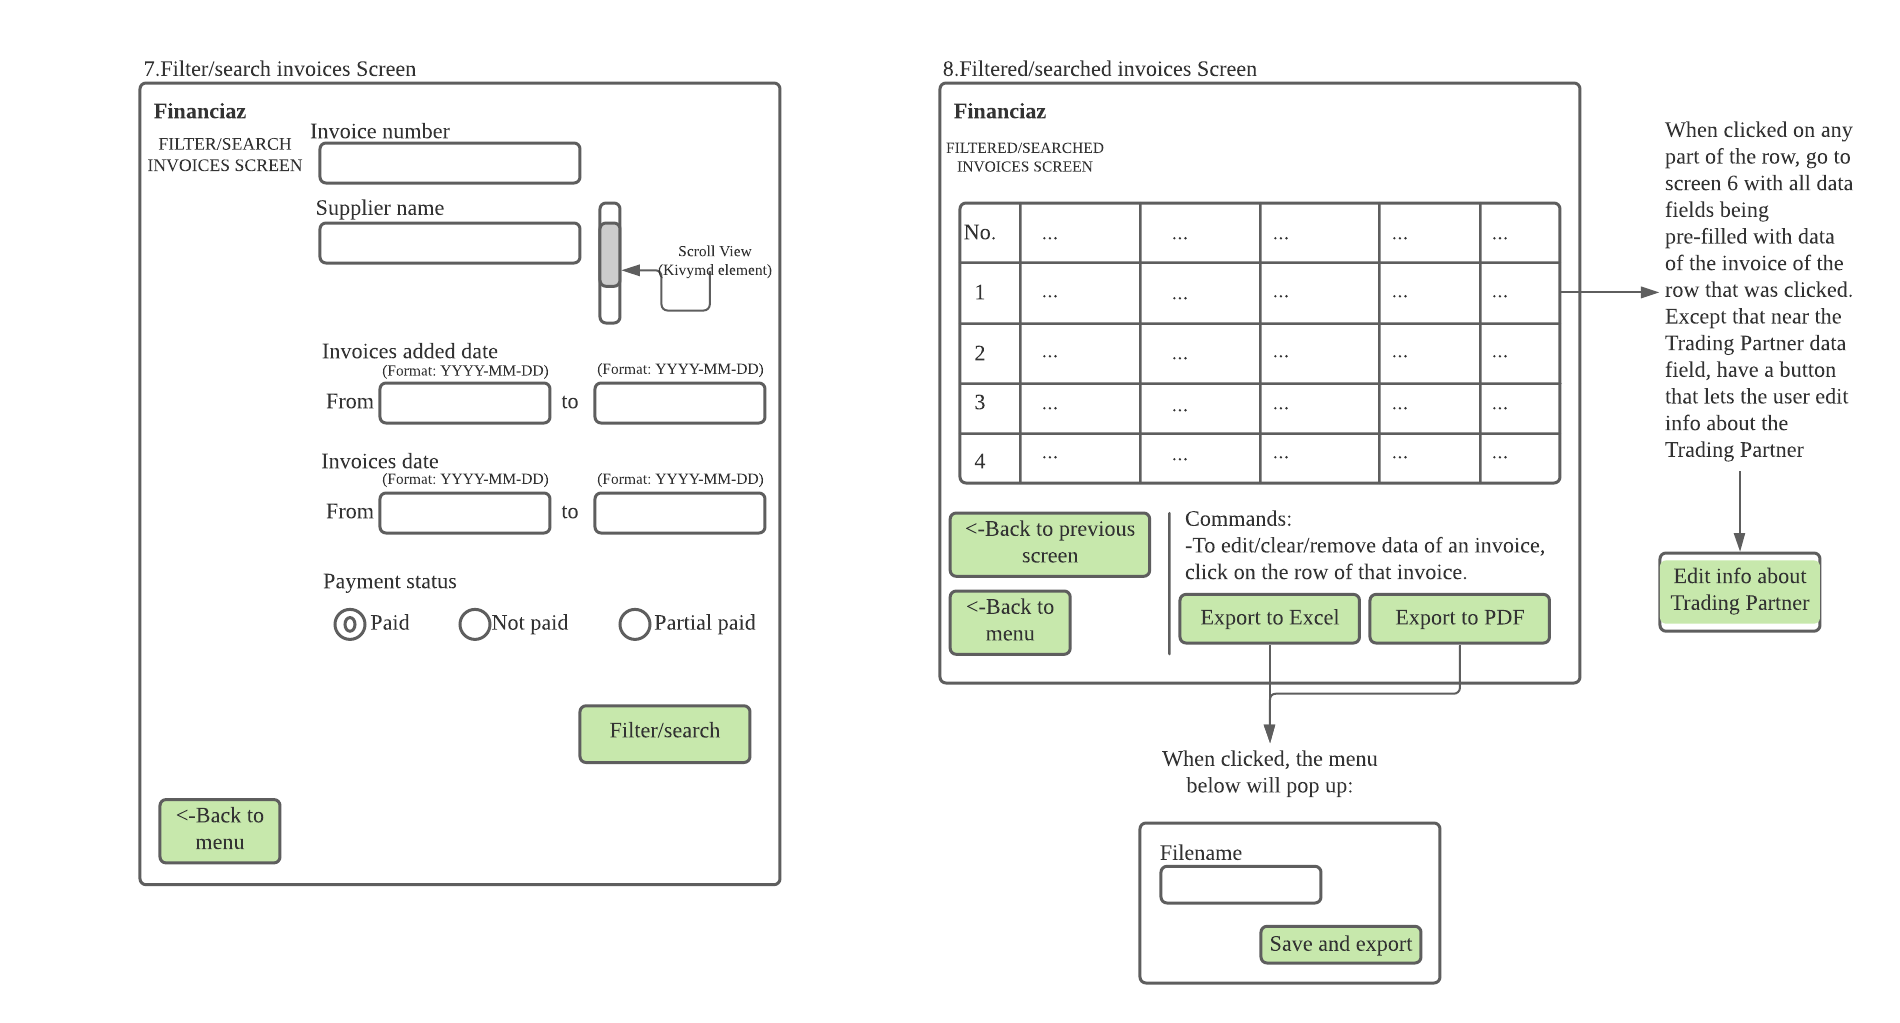 7.Filter/search invoices Screen
Financiaz
FILTER/SEARCH
INVOICES SCREEN
Invoice number
Supplier name
Scroll View
(Kivymd element)
Invoices added date
(Format: YYYY-MM-DD)
(Format: YYYY-MM-DD)
From
to
Invoices date
(Format: YYYY-MM-DD)
(Format: YYYY-MM-DD)
From
to
Payment status
Paid
Not paid
Partial paid
Filter/search
<-Back to
menu
8.Filtered/searched invoices Screen
Financiaz
FILTERED/SEARCHED
INVOICES SCREEN
No. ... ... ... ... ...
1 ... ... ... ... ...
2 ... ... ... ... ...
3 ... ... ... ... ...
4 ... ... ... ... ...
<-Back to previous
screen
<-Back to
menu
Commands:
-To edit/clear/remove data of an invoice,
click on the row of that invoice.
Export to Excel
Export to PDF
When clicked, the menu
below will pop up:
Filename
Save and export
When clicked on any
part of the row, go to
screen 6 with all data
fields being
pre-filled with data
of the invoice of the
row that was clicked.
Except that near the
Trading Partner data
field, have a button
that lets the user edit
info about the
Trading Partner
Edit info about
Trading Partner